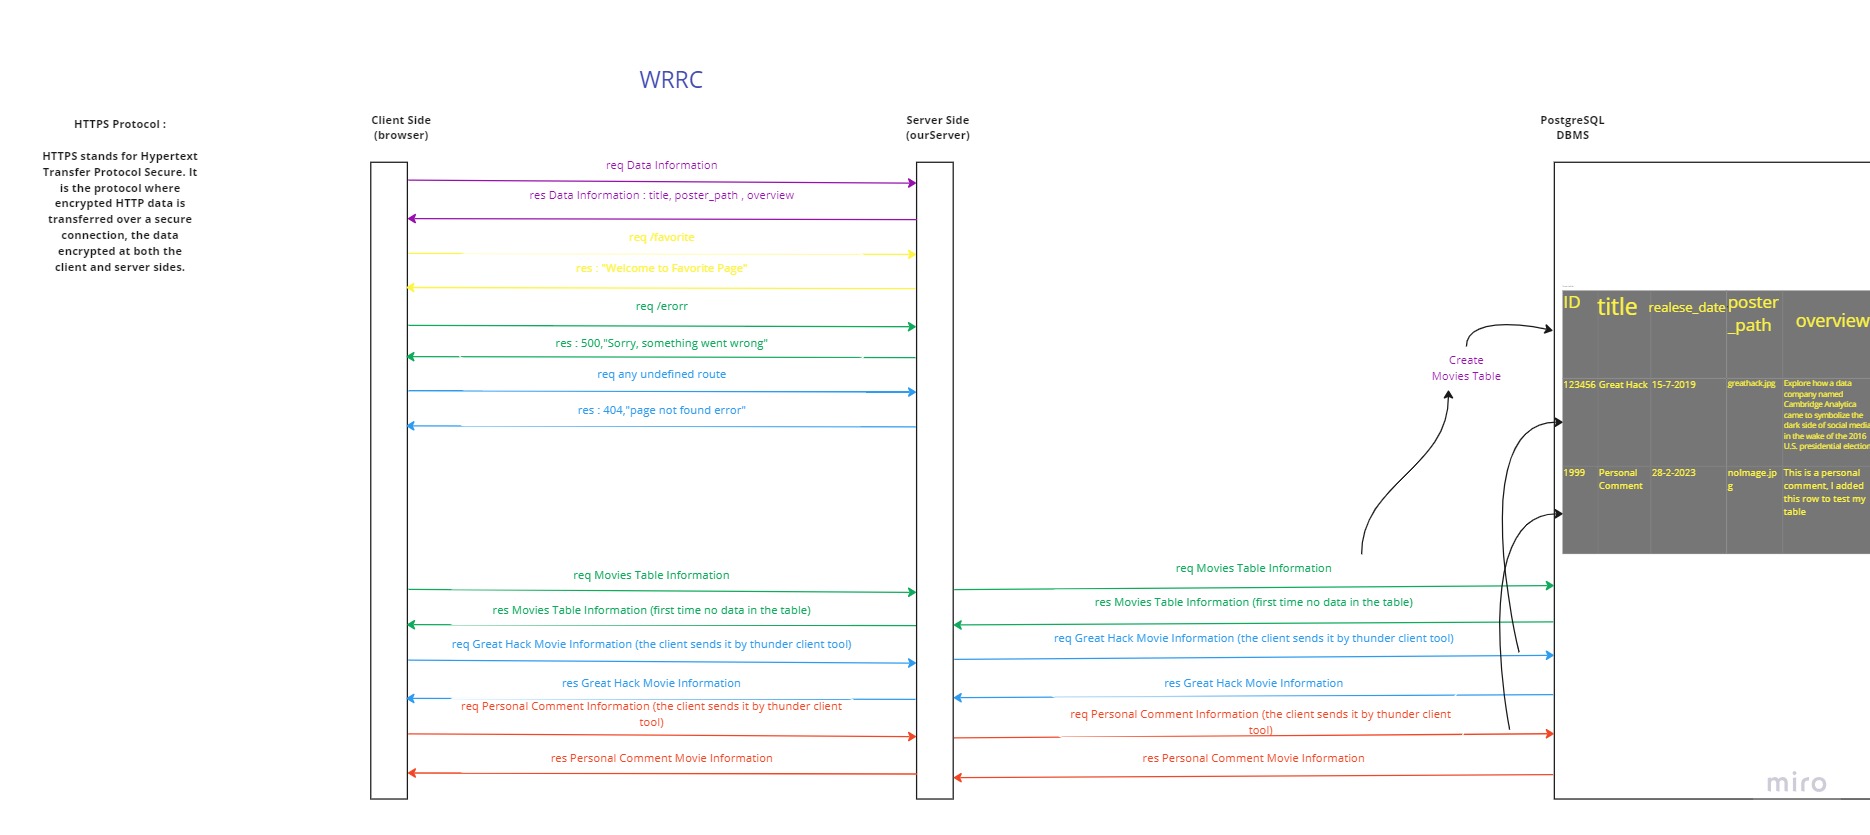 WRRC
HTTPS Protocol :
HTTPS stands for Hypertext
Transfer Protocol Secure. It
is the protocol where
encrypted HTTP data is
transferred over a secure
connection, the data
encrypted at both the
client and server sides.
Client Side
(browser)
Server Side
(ourServer)
PostgreSQL
DBMS
req Data Information
res Data Information : title, poster_path , overview
req /favorite
res : "Welcome to Favorite Page"
req /erorr
res : 500,"Sorry, something went wrong"
req any undefined route
res : 404,"page not found error"
req Movies Table Information
res Movies Table Information (first time no data in the table)
req Great Hack Movie Information (the client sends it by thunder client tool)
res Great Hack Movie Information
req Personal Comment Information (the client sends it by thunder client
tool)
res Personal Comment Movie Information
req Movies Table Information
res Movies Table Information (first time no data in the table)
req Great Hack Movie Information (the client sends it by thunder client tool)
res Great Hack Movie Information
req Personal Comment Information (the client sends it by thunder client
tool)
res Personal Comment Movie Information
Create
Movies Table
ID
title
realese_date
poster
_path
overview
123456
Great Hack
15-7-2019
greathack.jpg
Explore how a data
company named
Cambridge Analytica
came to symbolize the
dark side of social media
in the wake of the 2016
U.S. presidential election
1999
Personal
Comment
28-2-2023
noImage.jp
g
This is a personal
comment, I added
this row to test my
table
miro